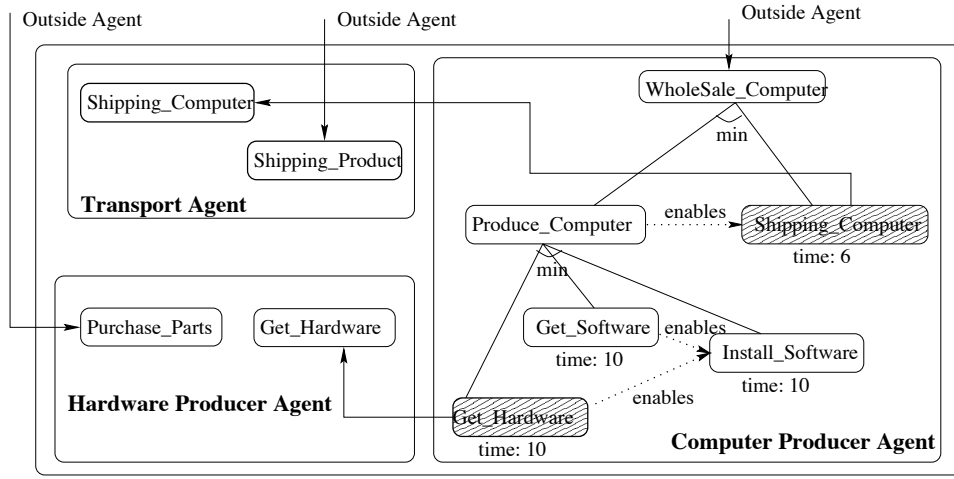 Outside Agent
Outside Agent
Outside Agent
Shipping_Computer
Shipping_Product
Transport Agent
Purchase_Parts
Get_Hardware
Hardware Producer Agent
WholeSale_Computer
min
Produce_Computer
enables
Shipping_Computer
time: 6
min
Get_Software
enables
time: 10
Install_Software
time: 10
enables
Get_Hardware
time: 10
Computer Producer Agent